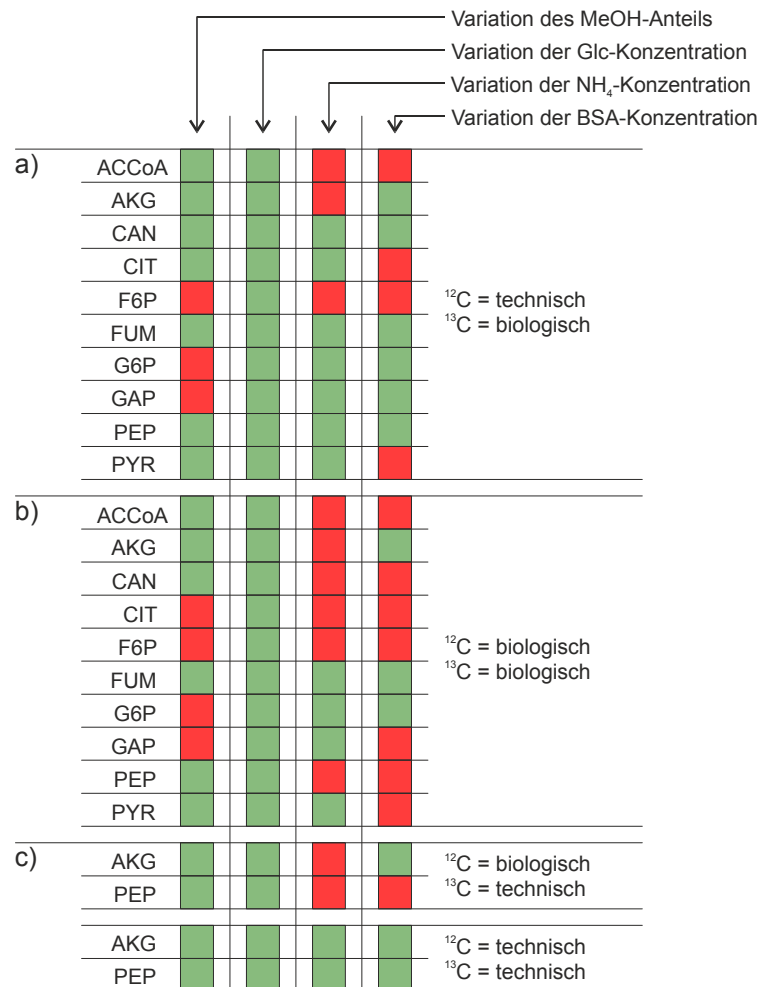 Variation des MeOH-Anteils
Variation der Glc-Konzentration
Variation der NH₄-Konzentration
Variation der BSA-Konzentration
a)
ACCoA
AKG
CAN
CIT
F6P
FUM
G6P
GAP
PEP
PYR
¹²C = technisch
¹³C = biologisch
b)
ACCoA
AKG
CAN
CIT
F6P
FUM
G6P
GAP
PEP
PYR
¹²C = biologisch
¹³C = biologisch
c)
AKG
PEP
¹²C = biologisch
¹³C = technisch
AKG
PEP
¹²C = technisch
¹³C = technisch